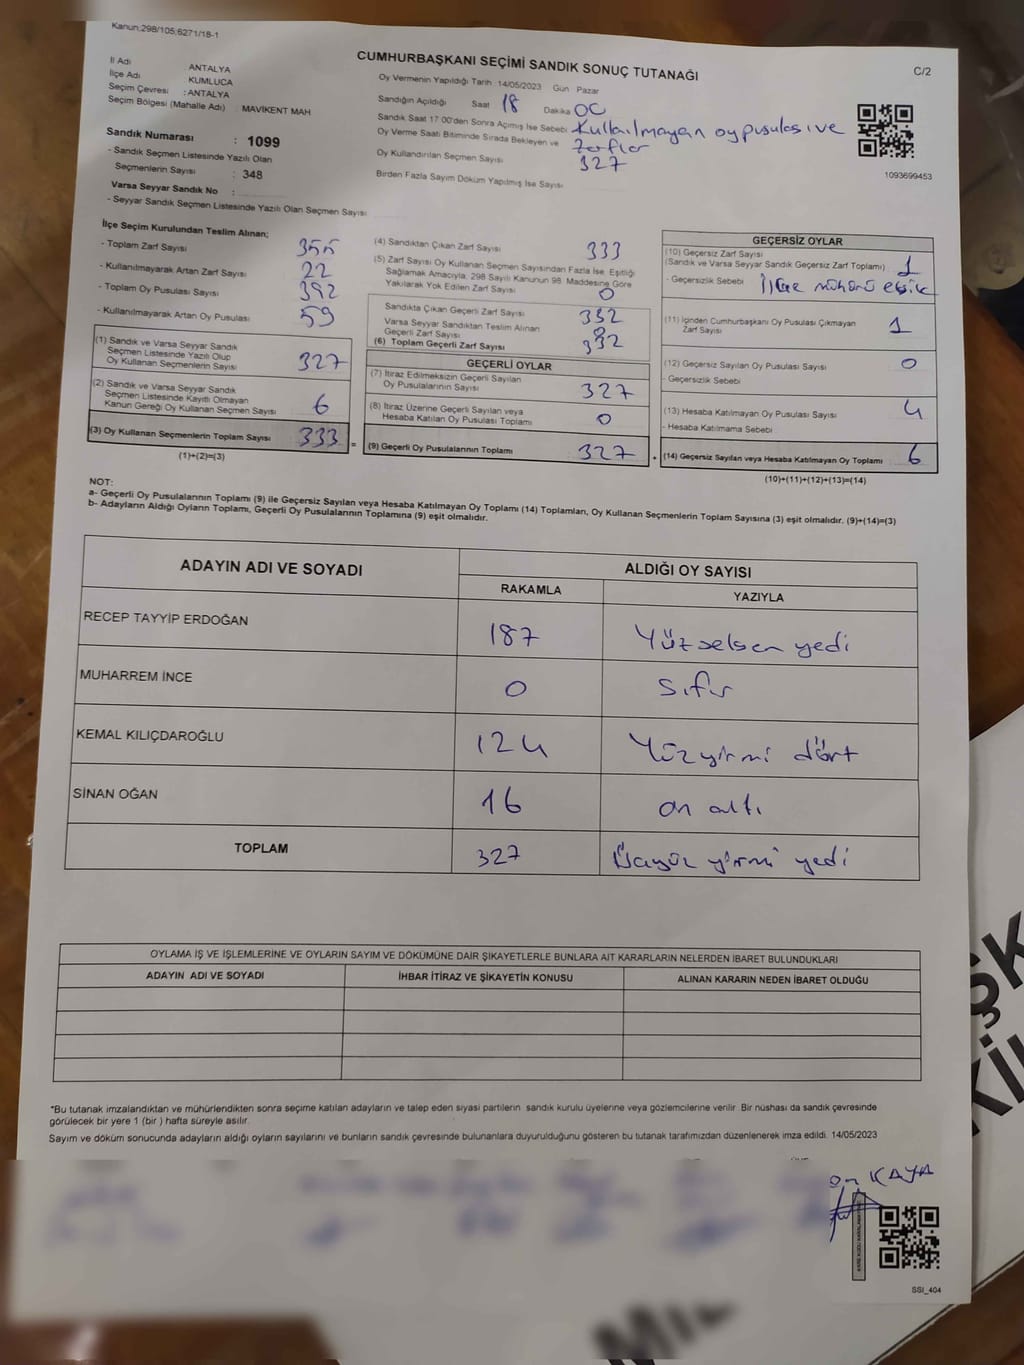 Kanun:298/105;6271/18-1
CUMHURBAŞKANI SEÇİMİ SANDIK SONUÇ TUTANAĞI
C/2
İl Adı ANTALYA
İlçe Adı : KUMLUCA
Seçim Çevresi : ANTALYA
Seçim Bölgesi (Mahalle Adı) : MAVİKENT MAH
Sandık Numarası : 1099
- Sandık Seçmen Listesinde Yazılı Olan
Seçmenlerin Sayısı : 348
Varsa Seyyar Sandık No :
- Seyyar Sandık Seçmen Listesinde Yazılı Olan Seçmen Sayısı
Oy Vermenin Yapıldığı Tarih :14/05/2023 Gün Pazar
Sandığın Açıldığı Saat 18 Dakika 00
Sandık Saat 17:00'den Sonra Açmış İse Sebebi Kullanılmayan oy pusulası ve
Oy Verme Saati Bitiminde Sırada Bekleyen ve zarflar
Oy Kullandırılan Seçmen Sayısı 327
Birden Fazla Sayım Döküm Yapılmış İse Sayısı
1093699453
İlçe Seçim Kurulundan Teslim Alınan;
- Toplam Zarf Sayısı 355
- Kullanılmayarak Artan Zarf Sayısı 22
- Toplam Oy Pusulası Sayısı 392
- Kullanılmayarak Artan Oy Pusulası 59
(1) Sandık ve Varsa Seyyar Sandık
Seçmen Listesinde Yazılı Olup
Oy Kullanan Seçmenlerin Sayısı 327
(2) Sandık ve Varsa Seyyar Sandık
Seçmen Listesinde Kayıtlı Olmayan
Kanun Gereği Oy Kullanan Seçmen Sayısı 6
(3) Oy Kullanan Seçmenlerin Toplam Sayısı 333 =
(1)+(2)=(3)
(4) Sandıktan Çıkan Zarf Sayısı 333
(5) Zarf Sayısı Oy Kullanan Seçmen Sayısından Fazla İse, Eşitliği
Sağlamak Amacıyla, 298 Sayılı Kanunun 98. Maddesine Göre
Yakılarak Yok Edilen Zarf Sayısı 0
Sandıkta Çıkan Geçerli Zarf Sayısı 332
Varsa Seyyar Sandıktan Teslim Alınan
Geçerli Zarf Sayısı 0
(6) Toplam Geçerli Zarf Sayısı 332
GEÇERLİ OYLAR
(7) İtiraz Edilmeksizin Geçerli Sayılan
Oy Pusulalarının Sayısı 327
(8) İtiraz Üzerine Geçerli Sayılan veya
Hesaba Katılan Oy Pusulası Toplamı 0
(9) Geçerli Oy Pusulalarının Toplamı 327 +
GEÇERSİZ OYLAR
(10) Geçersiz Zarf Sayısı
(Sandık ve Varsa Seyyar Sandık Geçersiz Zarf Toplamı) 1
- Geçersizlik Sebebi İlçe mührü eksik
(11) İçinden Cumhurbaşkanı Oy Pusulası Çıkmayan
Zarf Sayısı 1
(12) Geçersiz Sayılan Oy Pusulası Sayısı 0
- Geçersizlik Sebebi
(13) Hesaba Katılmayan Oy Pusulası Sayısı 4
- Hesaba Katılmama Sebebi
(14) Geçersiz Sayılan veya Hesaba Katılmayan Oy Toplamı 6
(10)+(11)+(12)+(13)=(14)
NOT:
a- Geçerli Oy Pusulalarının Toplamı (9) ile Geçersiz Sayılan veya Hesaba Katılmayan Oy Toplamı (14) Toplamları, Oy Kullanan Seçmenlerin Toplam Sayısına (3) eşit olmalıdır. (9)+(14)=(3)
b- Adayların Aldığı Oyların Toplamı, Geçerli Oy Pusulalarının Toplamına (9) eşit olmalıdır.
ADAYIN ADI VE SOYADI ALDIĞI OY SAYISI
RAKAMLA YAZIYLA
RECEP TAYYİP ERDOĞAN 187 Yüzseksen yedi
MUHARREM İNCE 0 Sıfır
KEMAL KILIÇDAROĞLU 124 Yüzyirmi dört
SİNAN OĞAN 16 on altı
TOPLAM 327 Üçyüz yirmi yedi
OYLAMA İŞ VE İŞLEMLERİNE VE OYLARIN SAYIM VE DÖKÜMÜNE DAİR ŞİKAYETLERLE BUNLARA AİT KARARLARIN NELERDEN İBARET BULUNDUKLARI
ADAYIN ADI VE SOYADI İHBAR İTİRAZ VE ŞİKAYETİN KONUSU ALINAN KARARIN NEDEN İBARET OLDUĞU
*Bu tutanak imzalandıktan ve mühürlendikten sonra seçime katılan adayların ve talep eden siyasi partilerin sandık kurulu üyelerine veya gözlemcilerine verilir. Bir nüshası da sandık çevresinde
görülecek bir yere 1 (bir ) hafta süreyle asılır.
Sayım ve döküm sonucunda adayların aldığı oyların sayılarını ve bunların sandık çevresinde bulunanlara duyurulduğunu gösteren bu tutanak tarafımızdan düzenlenerek imza edildi. 14/05/2023
KAYA
SSI_404